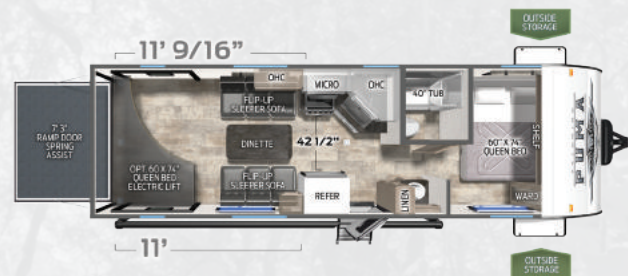 OUTSIDE
STORAGE
11' 9/16"
OHC
MICRO
OHC
FLIP-UP
SLEEPER SOFA
40" TUB
7' 3"
RAMP DOOR
SPRING
ASSIST
DINETTE
42 1/2"
60" X 74"
QUEEN BED
SHELF
PUMA
OPT. 60 X 74"
QUEEN BED
ELECTRIC LIFT
FLIP-UP
SLEEPER SOFA
REFER
LINEN
WARD
11'
OUTSIDE
STORAGE